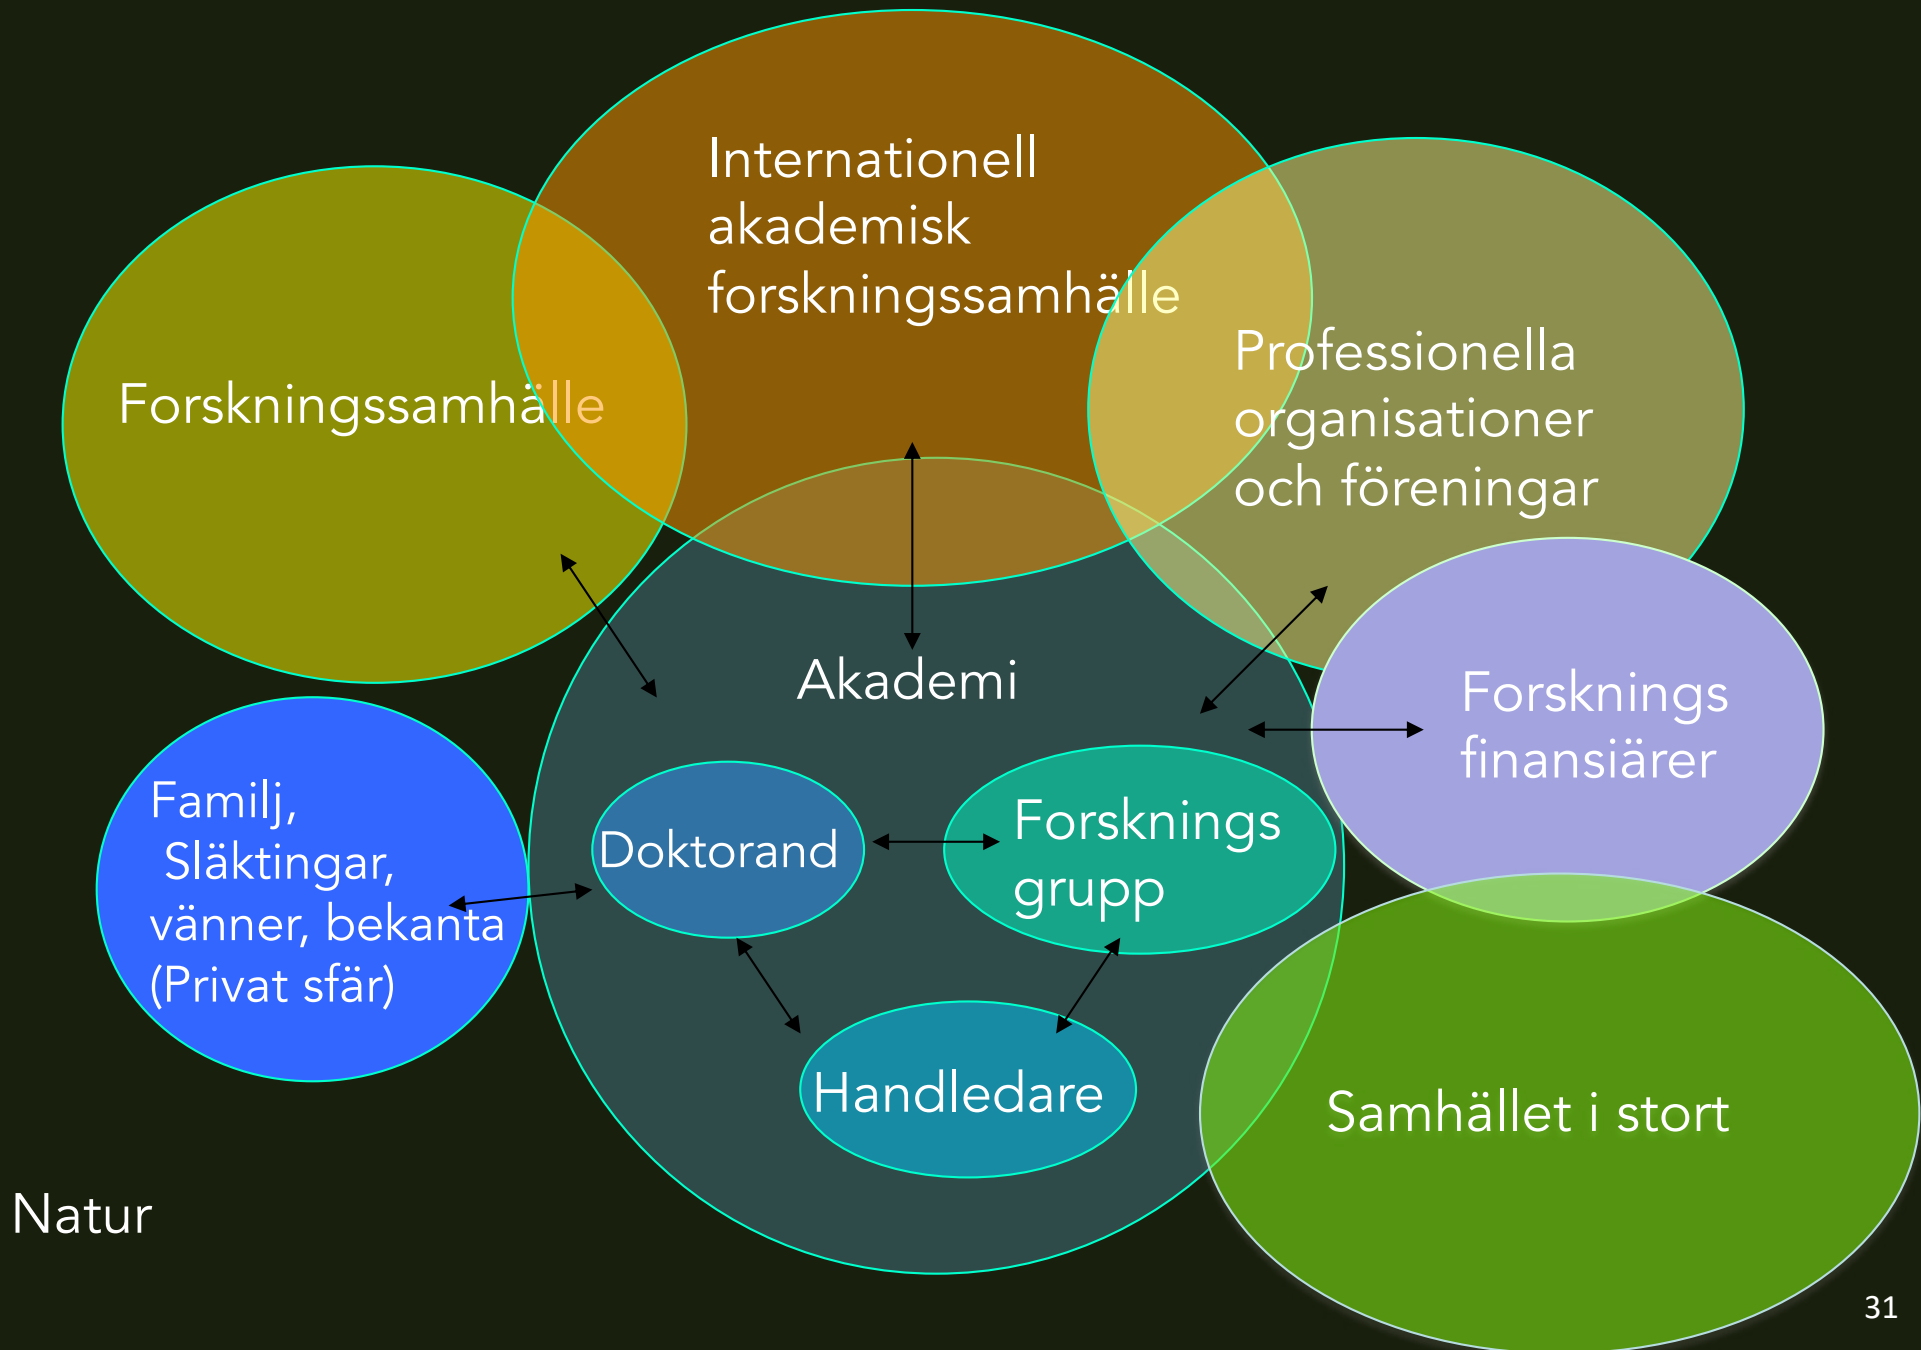 Internationell
akademisk
forskningssamhälle
Forskningssamhälle
Professionella
organisationer
och föreningar
Akademi
Forsknings
finansiärer
Familj,
Släktingar,
vänner, bekanta
(Privat sfär)
Doktorand
Forsknings
grupp
Handledare
Samhället i stort
Natur
31